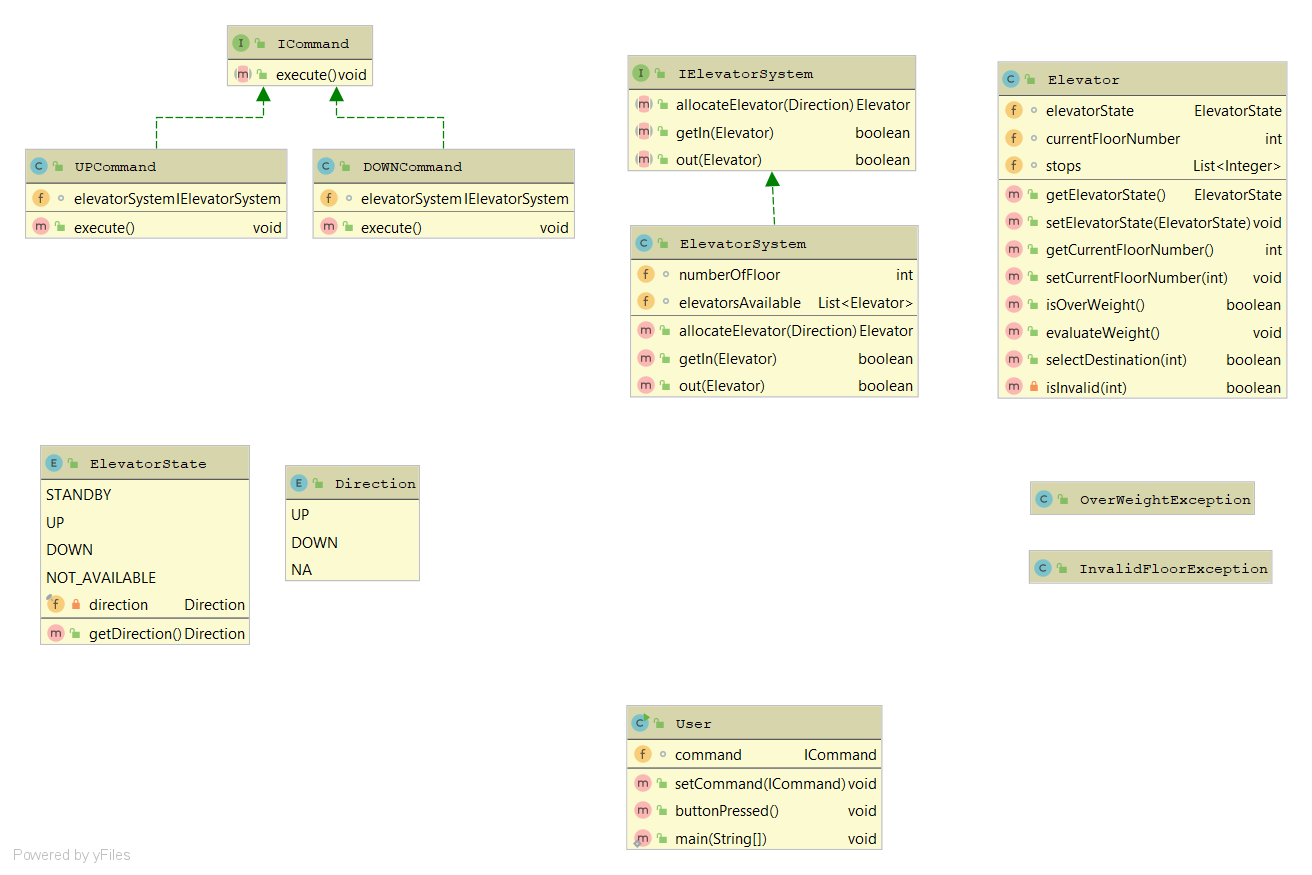 ICommand
execute() void
UPCommand
elevatorSystem IElevatorSystem
execute() void
DOWNCommand
elevatorSystem IElevatorSystem
execute() void
IElevatorSystem
allocateElevator(Direction) Elevator
getIn(Elevator) boolean
out(Elevator) boolean
ElevatorSystem
numberOfFloor int
elevatorsAvailable List<Elevator>
allocateElevator(Direction) Elevator
getIn(Elevator) boolean
out(Elevator) boolean
Elevator
elevatorState ElevatorState
currentFloorNumber int
stops List<Integer>
getElevatorState() ElevatorState
setElevatorState(ElevatorState) void
getCurrentFloorNumber() int
setCurrentFloorNumber(int) void
isOverWeight() boolean
evaluateWeight() void
selectDestination(int) boolean
isInvalid(int) boolean
ElevatorState
STANDBY
UP
DOWN
NOT_AVAILABLE
direction Direction
getDirection() Direction
Direction
UP
DOWN
NA
OverWeightException
InvalidFloorException
User
command ICommand
setCommand(ICommand) void
buttonPressed() void
main(String[]) void
Powered by yFiles